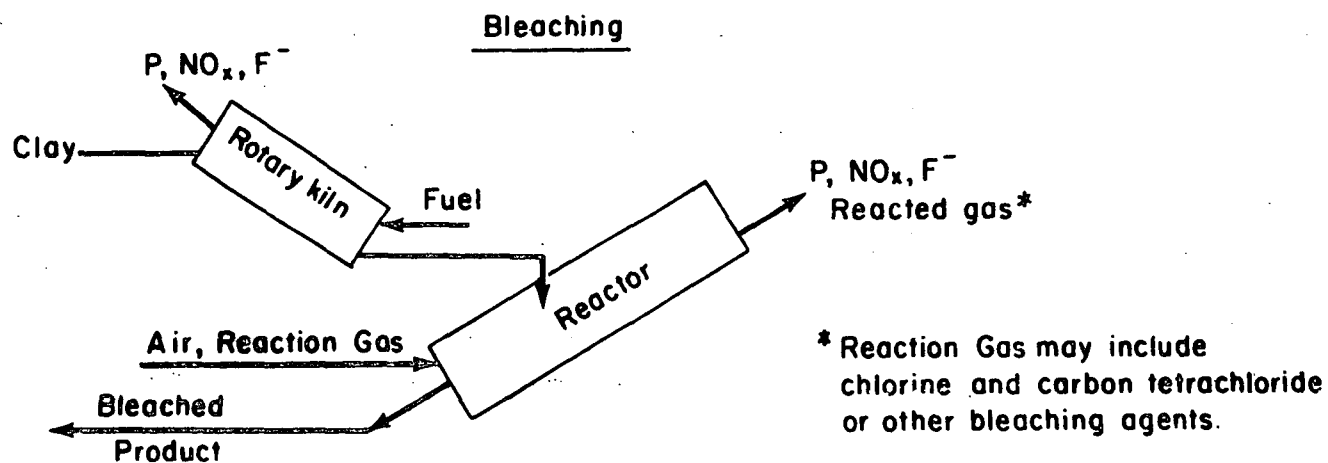 Bleaching
P, NOx, F⁻
Clay
Rotary kiln
Fuel
P, NOx, F⁻
Reacted gas*
Reactor
Air, Reaction Gas
Bleached
Product
* Reaction Gas may include
chlorine and carbon tetrachloride
or other bleaching agents.